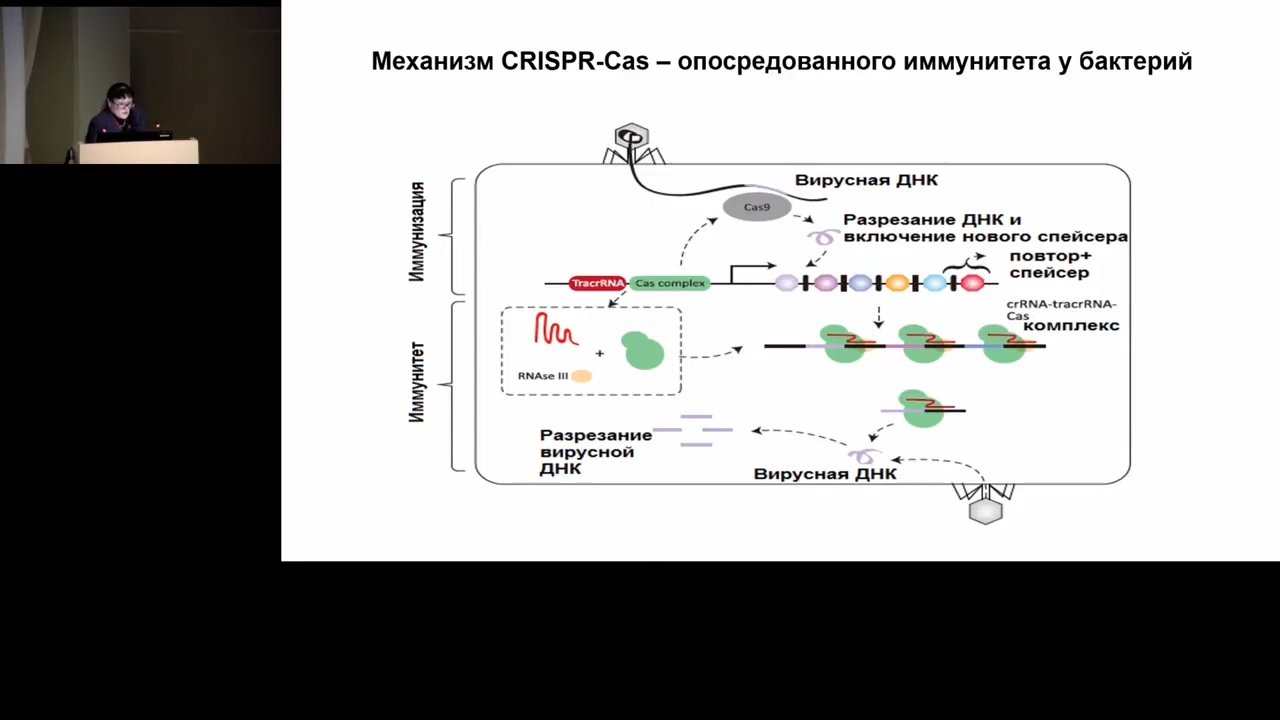 Механизм CRISPR-Cas – опосредованного иммунитета у бактерий
Иммунизация
Вирусная ДНК
Cas9
Разрезание ДНК и
включение нового спейсера
повтор+
спейсер
TracrRNA
Cas complex
crRNA-tracrRNA-
Cas
комплекс
Иммунитет
+
RNAse III
Разрезание
вирусной
ДНК
Вирусная ДНК